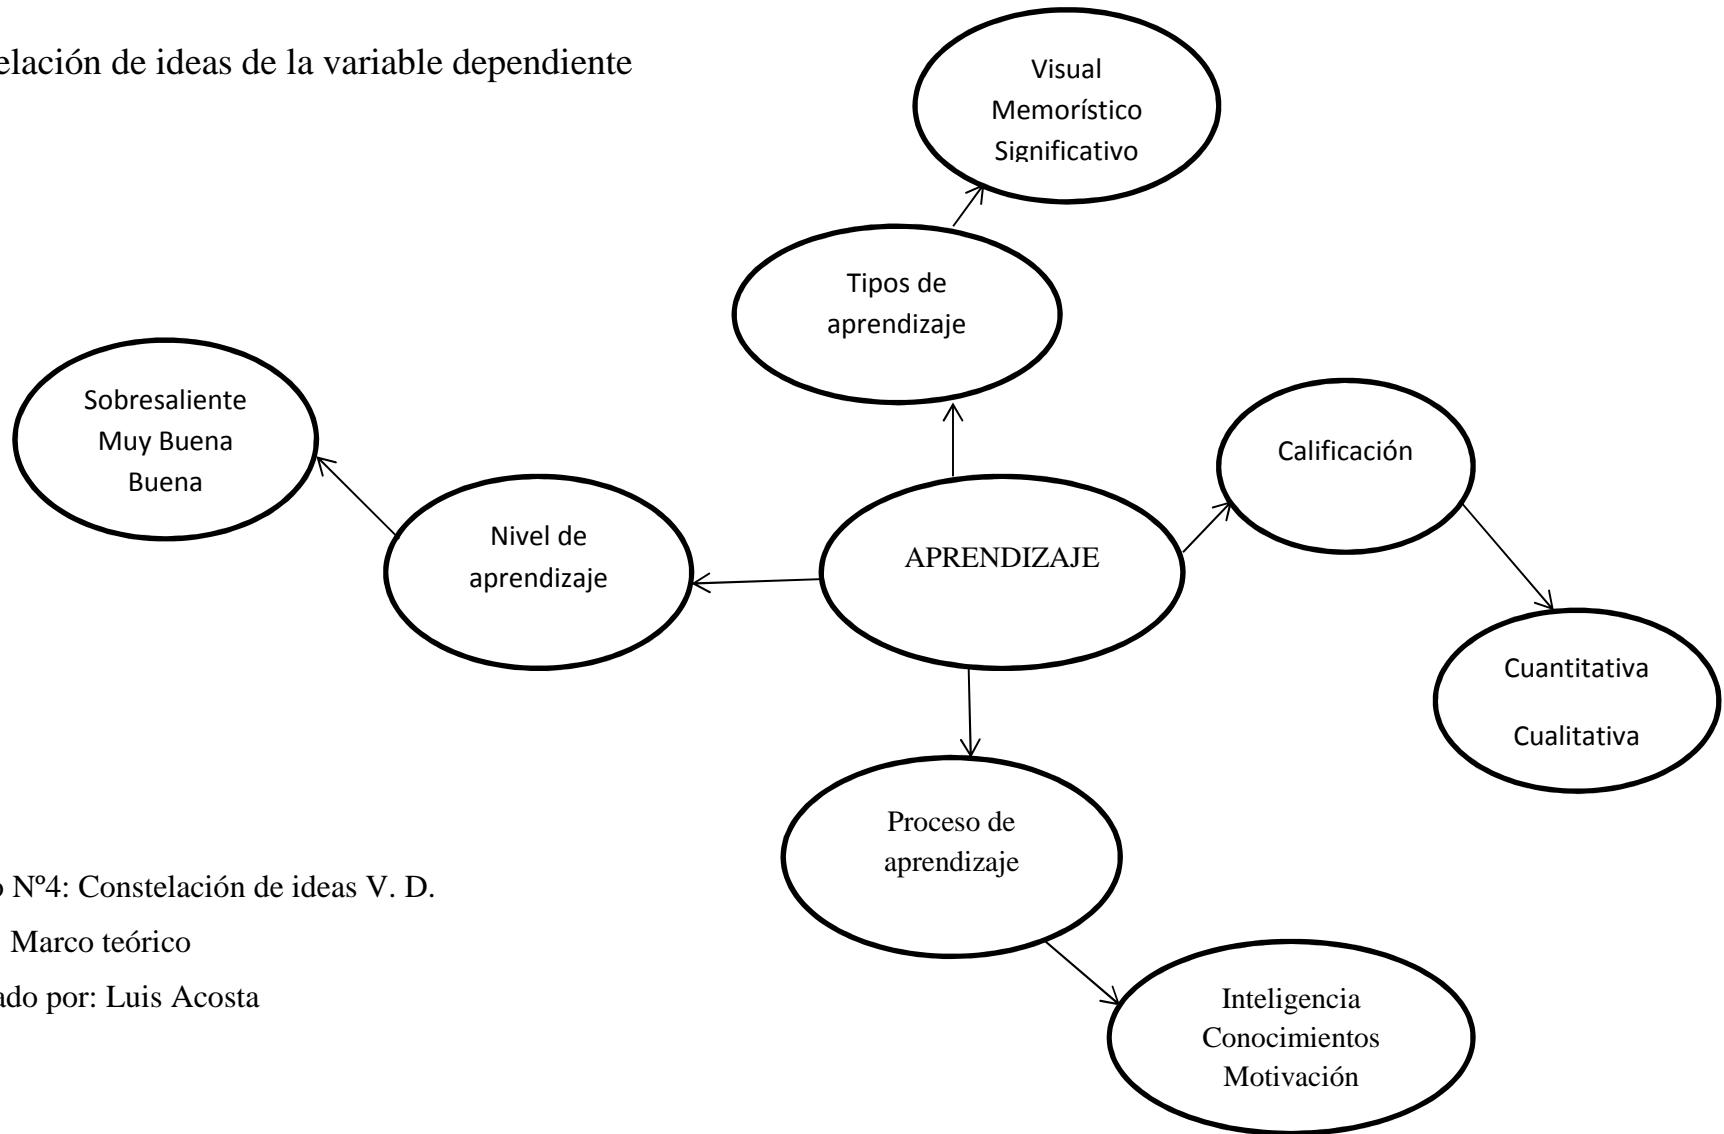 elación de ideas de la variable dependiente
Visual
Memorístico
Significativo
Tipos de
aprendizaje
Sobresaliente
Muy Buena
Buena
Calificación
Nivel de
aprendizaje
APRENDIZAJE
Cuantitativa
Cualitativa
Proceso de
aprendizaje
o Nº4: Constelación de ideas V. D.
Marco teórico
ado por: Luis Acosta
Inteligencia
Conocimientos
Motivación